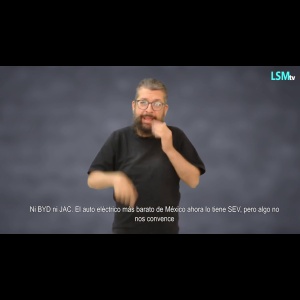 LSMtv
Ni BYD ni JAC. El auto eléctrico más barato de México ahora lo tiene SEV, pero algo no
nos convence